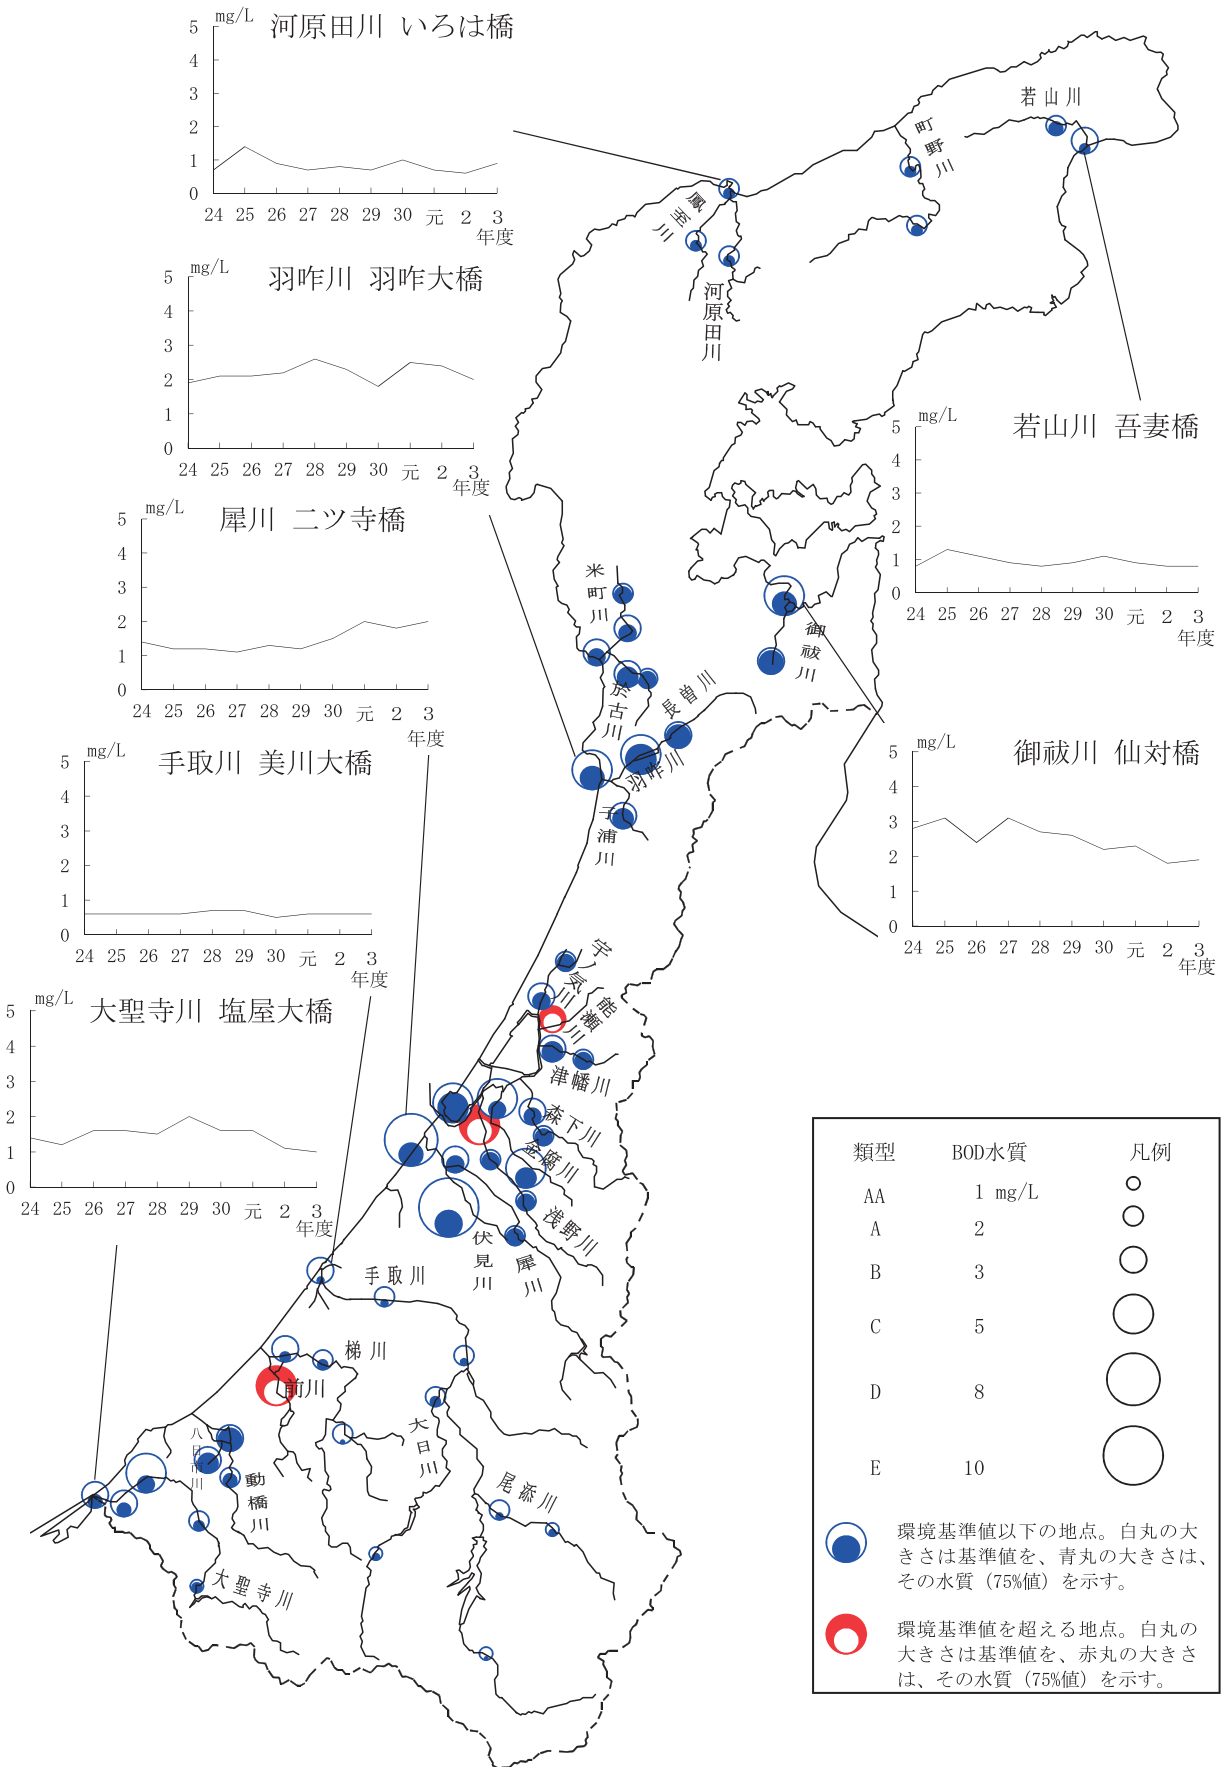 mg/L
河原田川 いろは橋
5
4
3
2
1
0
24 25 26 27 28 29 30 元 2 3
年度
mg/L
羽咋川 羽咋大橋
5
4
3
2
1
0
24 25 26 27 28 29 30 元 2 3
年度
mg/L
犀川 二ツ寺橋
5
4
3
2
1
0
24 25 26 27 28 29 30 元 2 3
年度
mg/L
手取川 美川大橋
5
4
3
2
1
0
24 25 26 27 28 29 30 元 2 3
年度
mg/L
大聖寺川 塩屋大橋
5
4
3
2
1
0
24 25 26 27 28 29 30 元 2 3
年度
mg/L
若山川 吾妻橋
5
4
3
2
1
0
24 25 26 27 28 29 30 元 2 3
年度
mg/L
御祓川 仙対橋
5
4
3
2
1
0
24 25 26 27 28 29 30 元 2 3
年度
若山川
町野川
鳳至川
河原田川
米町川
御祓川
於古川
長曽川
羽咋川
子浦川
宇気川
能瀬川
津幡川
森下川
金腐川
浅野川
犀川
伏見川
手取川
梯川
前川
八日市川
動橋川
大日川
尾添川
大聖寺川
類型 BOD水質 凡例
AA 1 mg/L
A 2
B 3
C 5
D 8
E 10
環境基準値以下の地点。白丸の大
きさは基準値を、青丸の大きさは、
その水質（75%値）を示す。
環境基準値を超える地点。白丸の
大きさは基準値を、赤丸の大きさ
は、その水質（75%値）を示す。